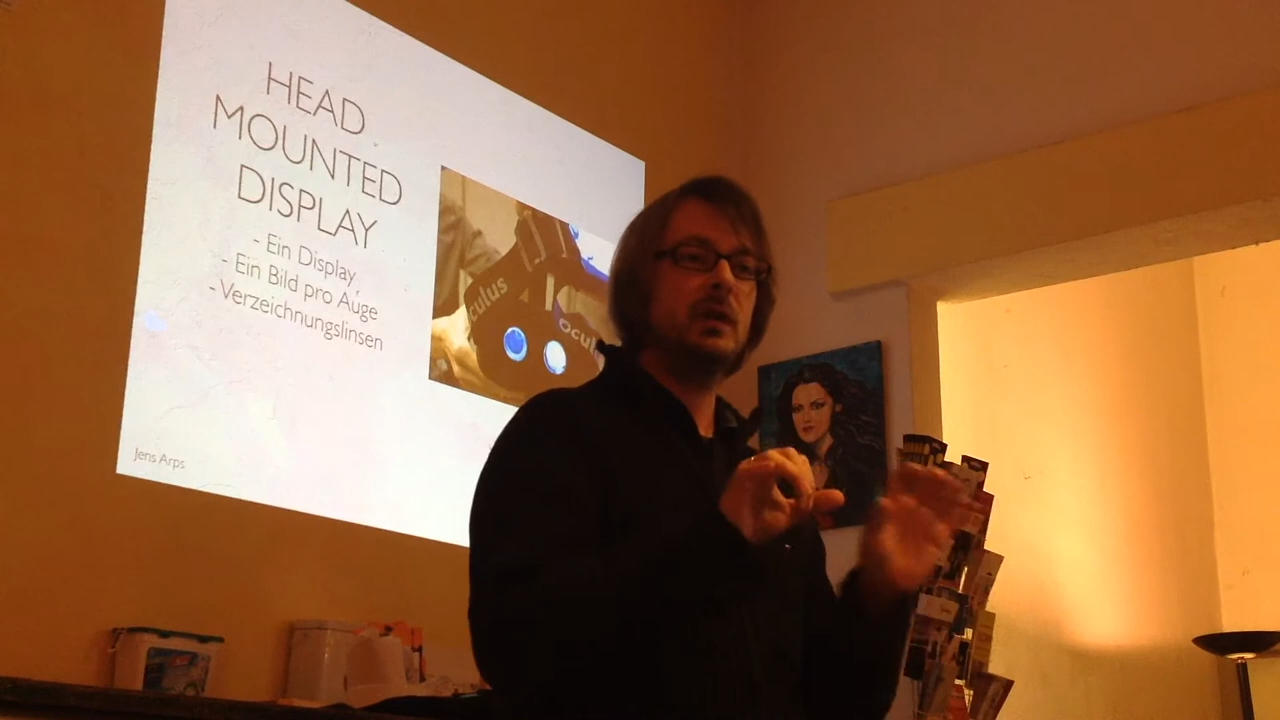 HEAD
MOUNTED
DISPLAY
- Ein Display
- Ein Bild pro Auge
- Verzeichnungslinsen
oculus
Jens Arps